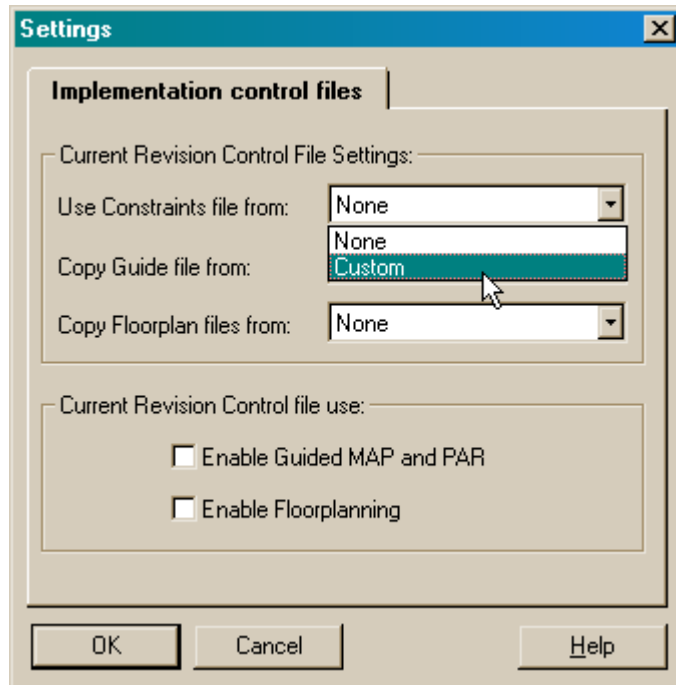 Settings
Implementation control files
Current Revision Control File Settings:
Use Constraints file from: None
None
Copy Guide file from: Custom
Copy Floorplan files from: None
Current Revision Control file use:
Enable Guided MAP and PAR
Enable Floorplanning
OK Cancel Help